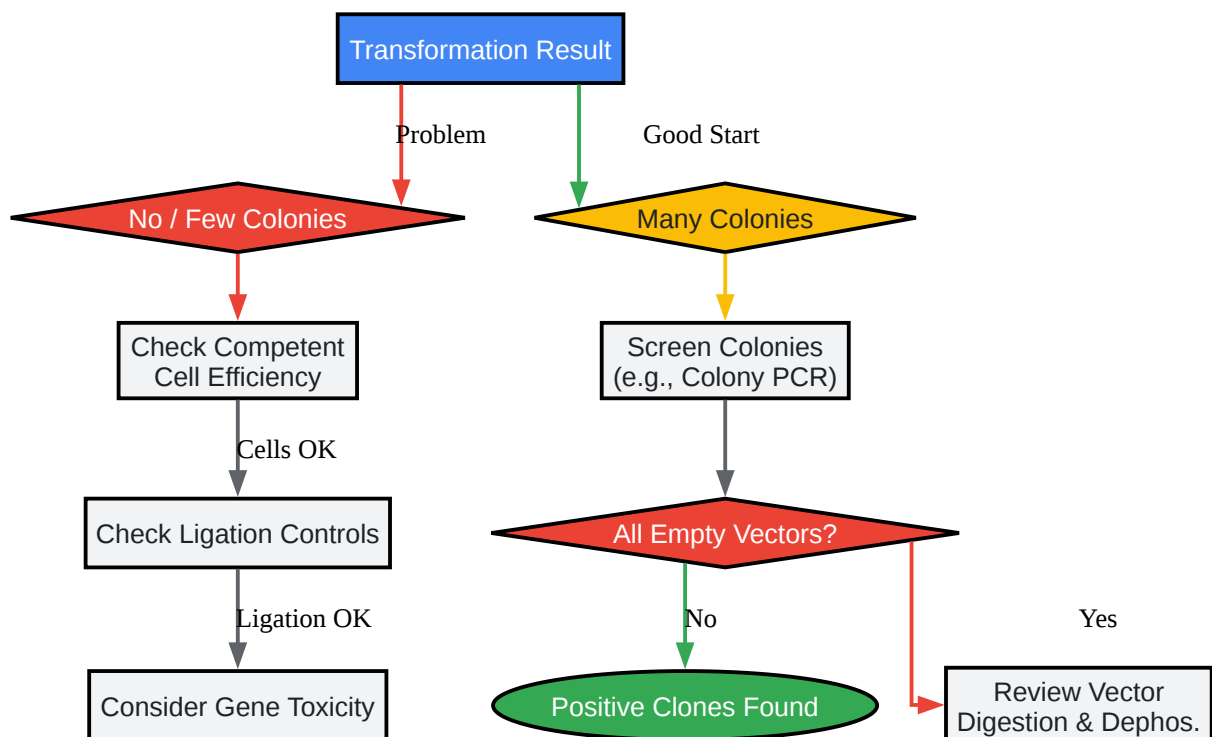 Transformation Result
Problem
Good Start
No / Few Colonies
Many Colonies
Check Competent
Cell Efficiency
Screen Colonies
(e.g., Colony PCR)
Cells OK
Check Ligation Controls
All Empty Vectors?
Ligation OK
No
Yes
Consider Gene Toxicity
Positive Clones Found
Review Vector
Digestion & Dephos.